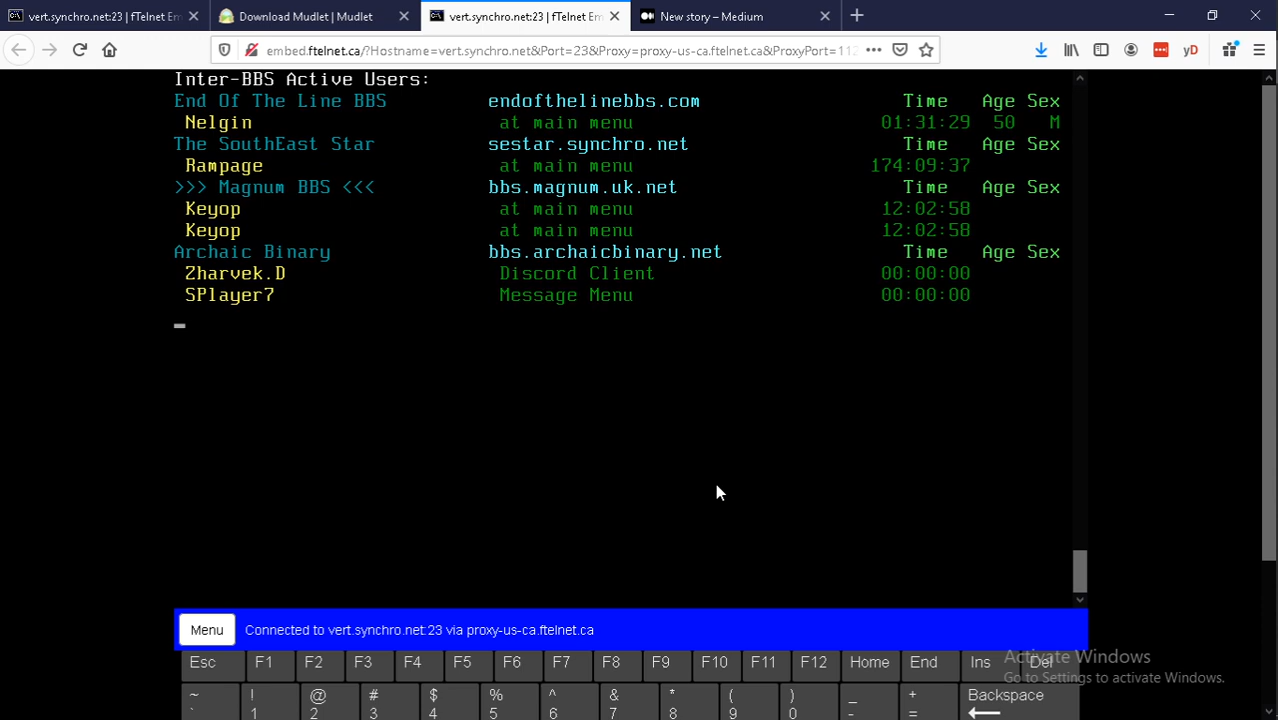 vert.synchro.net:23 | fTelnet Em
Download Mudlet | Mudlet
vert.synchro.net:23 | fTelnet Em
New story – Medium
embed.ftelnet.ca/?Hostname=vert.synchro.net&Port=23&Proxy=proxy-us-ca.ftelnet.ca&ProxyPort=112
yD
Inter-BBS Active Users:
End Of The Line BBS endofthelinebbs.com Time Age Sex
Nelgin at main menu 01:31:29 50 M
The SouthEast Star sestar.synchro.net Time Age Sex
Rampage at main menu 174:09:37
>>> Magnum BBS <<< bbs.magnum.uk.net Time Age Sex
Keyop at main menu 12:02:58
Keyop at main menu 12:02:58
Archaic Binary bbs.archaicbinary.net Time Age Sex
Zharvek.D Discord Client 00:00:00
SPlayer7 Message Menu 00:00:00
Menu Connected to vert.synchro.net:23 via proxy-us-ca.ftelnet.ca
Activate Windows
Go to Settings to activate Windows.
Esc F1 F2 F3 F4 F5 F6 F7 F8 F9 F10 F11 F12 Home End Ins Del
~ ! @ # $ % ^ & * ( ) _ + Backspace
` 1 2 3 4 5 6 7 8 9 0 - =